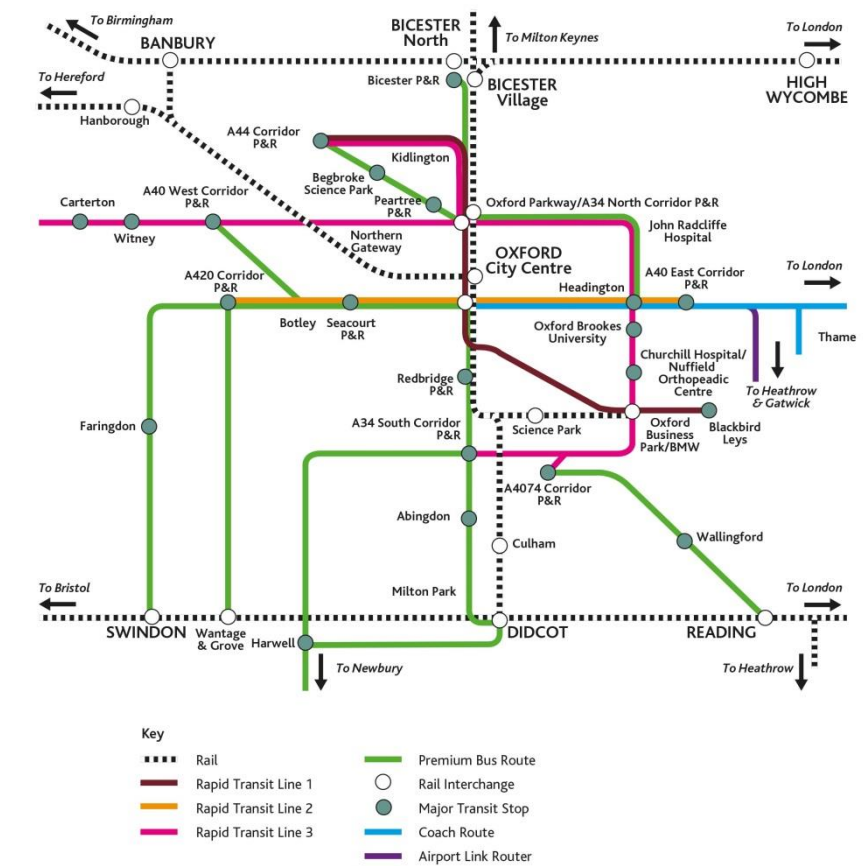 To Birmingham
BANBURY
BICESTER
North
To Milton Keynes
To London
To Hereford
Bicester P&R
BICESTER
Village
HIGH
WYCOMBE
Hanborough
A44 Corridor
P&R
Kidlington
Begbroke
Science Park
Peartree
P&R
Carterton
A40 West Corridor
P&R
Oxford Parkway/A34 North Corridor P&R
Witney
Northern
Gateway
John Radcliffe
Hospital
OXFORD
City Centre
A420 Corridor
P&R
Headington
A40 East Corridor
P&R
To London
Botley
Seacourt
P&R
Oxford Brookes
University
Thame
Churchill Hospital/
Nuffield
Orthopeadic
Centre
Redbridge
P&R
To Heathrow
& Gatwick
Faringdon
A34 South Corridor
P&R
Science Park
Oxford
Business
Park/BMW
Blackbird
Leys
A4074 Corridor
P&R
Abingdon
Culham
Wallingford
To Bristol
Milton Park
To London
SWINDON
Wantage
& Grove
Harwell
DIDCOT
READING
To Newbury
To Heathrow
Key
Rail
Rapid Transit Line 1
Rapid Transit Line 2
Rapid Transit Line 3
Premium Bus Route
Rail Interchange
Major Transit Stop
Coach Route
Airport Link Router